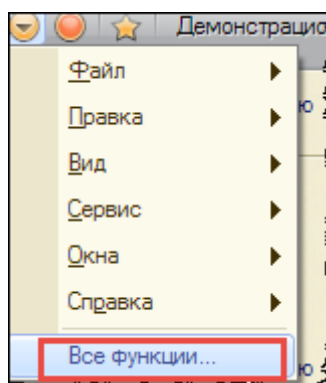 Демонстрацио
Файл
Правка
Вид
Сервис
Окна
Справка
Все функции...